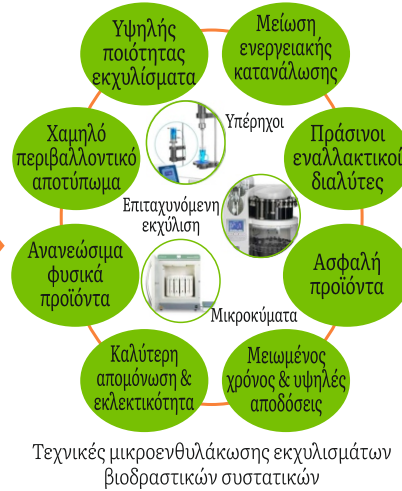 Υψηλής
ποιότητας
εκχυλίσματα
Μείωση
ενεργειακής
κατανάλωσης
Υπέρηχοι
Χαμηλό
περιβαλλοντικό
αποτύπωμα
Πράσινοι
εναλλακτικοί
διαλύτες
Επιταχυνόμενη
εκχύλιση
Ανανεώσιμα
φυσικά
προϊόντα
Ασφαλή
προϊόντα
Μικροκύματα
Καλύτερη
απομόνωση &
εκλεκτικότητα
Μειωμένος
χρόνος & υψηλές
αποδόσεις
Τεχνικές μικροενθυλάκωσης εκχυλισμάτων
βιοδραστικών συστατικών